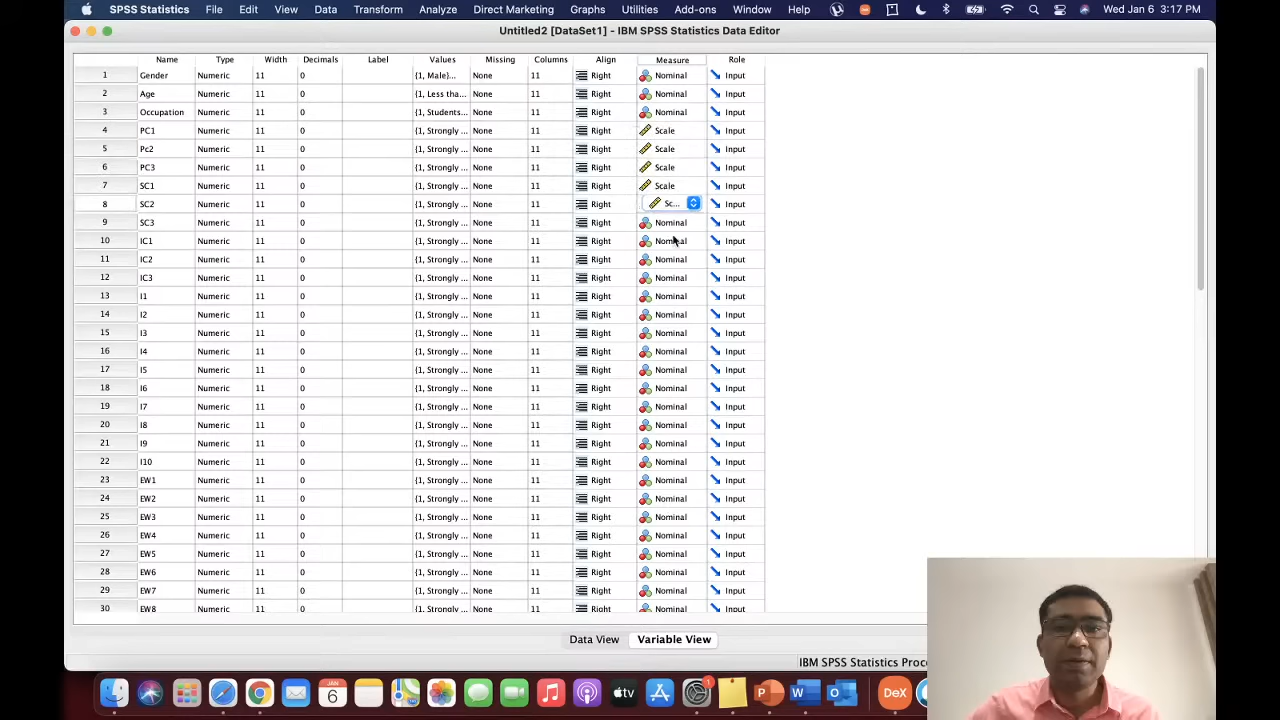 SPSS Statistics File Edit View Data Transform Analyze Direct Marketing Graphs Utilities Add-ons Window Help Wed Jan 6 3:17 PM
Untitled2 [DataSet1] - IBM SPSS Statistics Data Editor
Name Type Width Decimals Label Values Missing Columns Align Measure Role
1 Gender Numeric 11 0 {1, Male}... None 11 Right Nominal Input
2 Age Numeric 11 0 {1, Less tha... None 11 Right Nominal Input
3 Occupation Numeric 11 0 {1, Students... None 11 Right Nominal Input
4 PC1 Numeric 11 0 {1, Strongly ... None 11 Right Scale Input
5 Pc2 Numeric 11 0 {1, Strongly ... None 11 Right Scale Input
6 PC3 Numeric 11 0 {1, Strongly ... None 11 Right Scale Input
7 SC1 Numeric 11 0 {1, Strongly ... None 11 Right Scale Input
8 SC2 Numeric 11 0 {1, Strongly ... None 11 Right Sc... Input
9 SC3 Numeric 11 0 {1, Strongly ... None 11 Right Nominal Input
10 IC1 Numeric 11 0 {1, Strongly ... None 11 Right Nominal Input
11 IC2 Numeric 11 0 {1, Strongly ... None 11 Right Nominal Input
12 IC3 Numeric 11 0 {1, Strongly ... None 11 Right Nominal Input
13 I1 Numeric 11 0 {1, Strongly ... None 11 Right Nominal Input
14 I2 Numeric 11 0 {1, Strongly ... None 11 Right Nominal Input
15 I3 Numeric 11 0 {1, Strongly ... None 11 Right Nominal Input
16 I4 Numeric 11 0 {1, Strongly ... None 11 Right Nominal Input
17 I5 Numeric 11 0 {1, Strongly ... None 11 Right Nominal Input
18 I6 Numeric 11 0 {1, Strongly ... None 11 Right Nominal Input
19 I7 Numeric 11 0 {1, Strongly ... None 11 Right Nominal Input
20 I8 Numeric 11 0 {1, Strongly ... None 11 Right Nominal Input
21 I9 Numeric 11 0 {1, Strongly ... None 11 Right Nominal Input
22 I10 Numeric 11 0 {1, Strongly ... None 11 Right Nominal Input
23 EW1 Numeric 11 0 {1, Strongly ... None 11 Right Nominal Input
24 EW2 Numeric 11 0 {1, Strongly ... None 11 Right Nominal Input
25 EW3 Numeric 11 0 {1, Strongly ... None 11 Right Nominal Input
26 EW4 Numeric 11 0 {1, Strongly ... None 11 Right Nominal Input
27 EW5 Numeric 11 0 {1, Strongly ... None 11 Right Nominal Input
28 EW6 Numeric 11 0 {1, Strongly ... None 11 Right Nominal Input
29 EW7 Numeric 11 0 {1, Strongly ... None 11 Right Nominal Input
30 EW8 Numeric 11 0 {1, Strongly ... None 11 Right Nominal Input
Data View Variable View
IBM SPSS Statistics Proc
JAN
6
tv
1
P
W
O
DeX